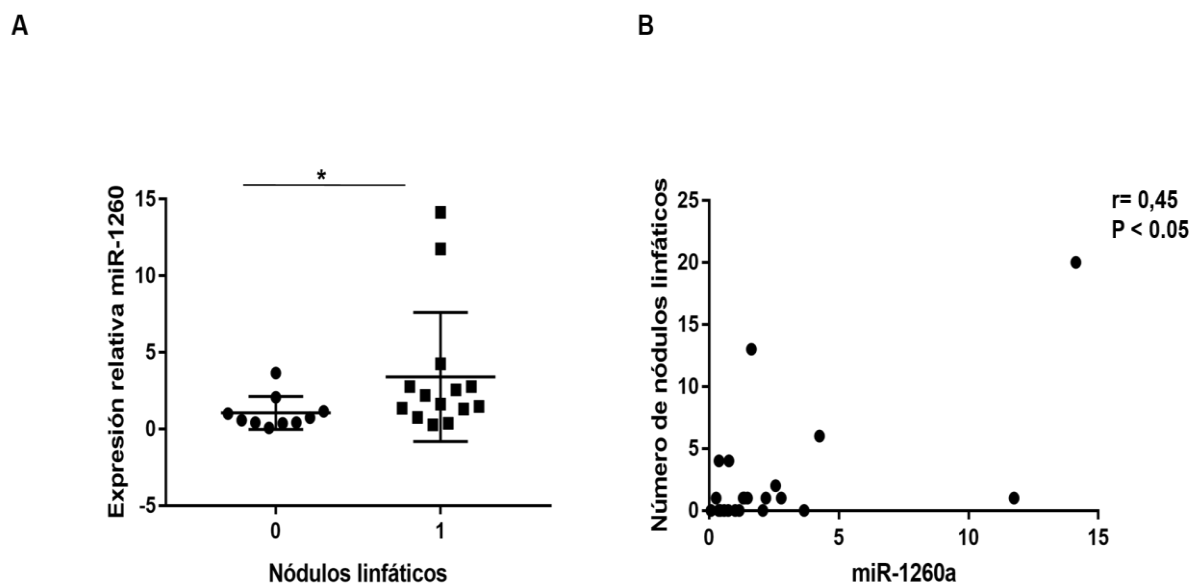 A
B
*
Expresión relativa miR-1260
15
10
5
0
-5
0
1
Nódulos linfáticos
Número de nódulos linfáticos
25
20
15
10
5
0
0
5
10
15
miR-1260a
r= 0,45
P < 0.05